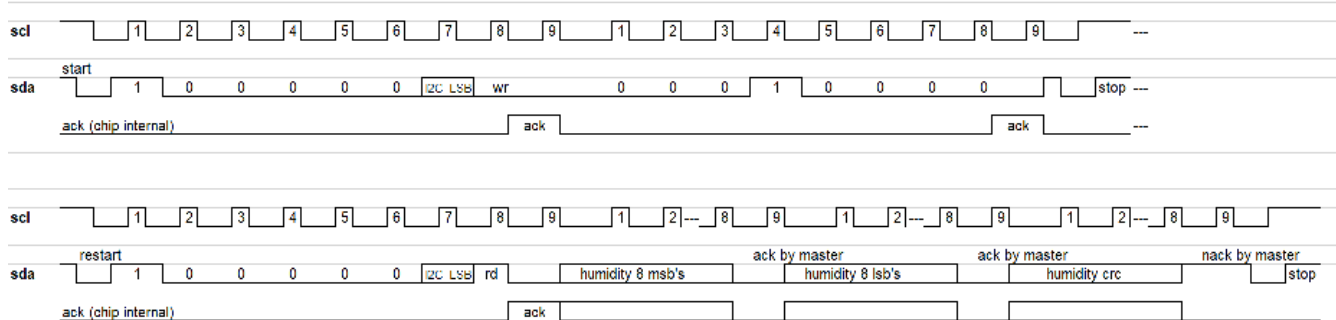 scl 1 2 3 4 5 6 7 8 9 1 2 3 4 5 6 7 8 9 ---
start
sda 1 0 0 0 0 0 I2C LSB wr 0 0 0 1 0 0 0 0 stop ---
ack (chip internal) ack ack ---
scl 1 2 3 4 5 6 7 8 9 1 2 --- 8 9 1 2 --- 8 9 1 2 --- 8 9
restart ack by master ack by master nack by master
sda 1 0 0 0 0 0 I2C LSB rd humidity 8 msb's humidity 8 lsb's humidity crc stop
ack (chip internal) ack